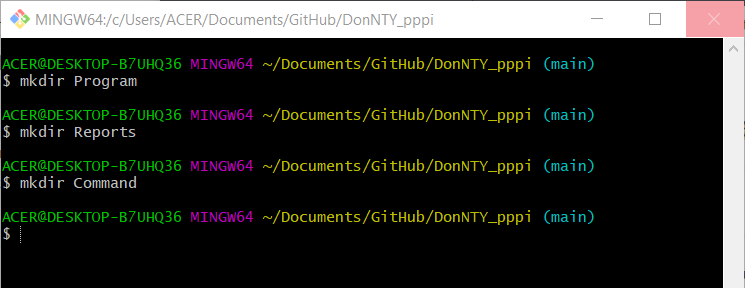 MINGW64:/c/Users/ACER/Documents/GitHub/DonNTY_pppi
ACER@DESKTOP-B7UHQ36 MINGW64 ~/Documents/GitHub/DonNTY_pppi (main)
$ mkdir Program
ACER@DESKTOP-B7UHQ36 MINGW64 ~/Documents/GitHub/DonNTY_pppi (main)
$ mkdir Reports
ACER@DESKTOP-B7UHQ36 MINGW64 ~/Documents/GitHub/DonNTY_pppi (main)
$ mkdir Command
ACER@DESKTOP-B7UHQ36 MINGW64 ~/Documents/GitHub/DonNTY_pppi (main)
$